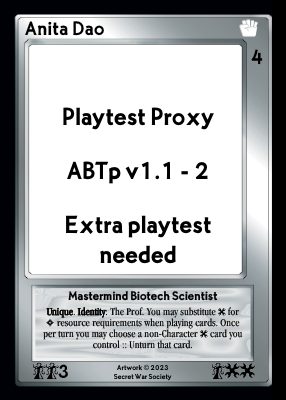 Anita Dao
4
Playtest Proxy
ABTp v1.1 - 2
Extra playtest
needed
Mastermind Biotech Scientist
Unique. Identity: The Prof. You may substitute ⌘ for
❖ resource requirements when playing cards. Once
per turn you may choose a non-Character ⌘ card you
control :: Unturn that card.
3
Artwork © 2023
Secret War Society